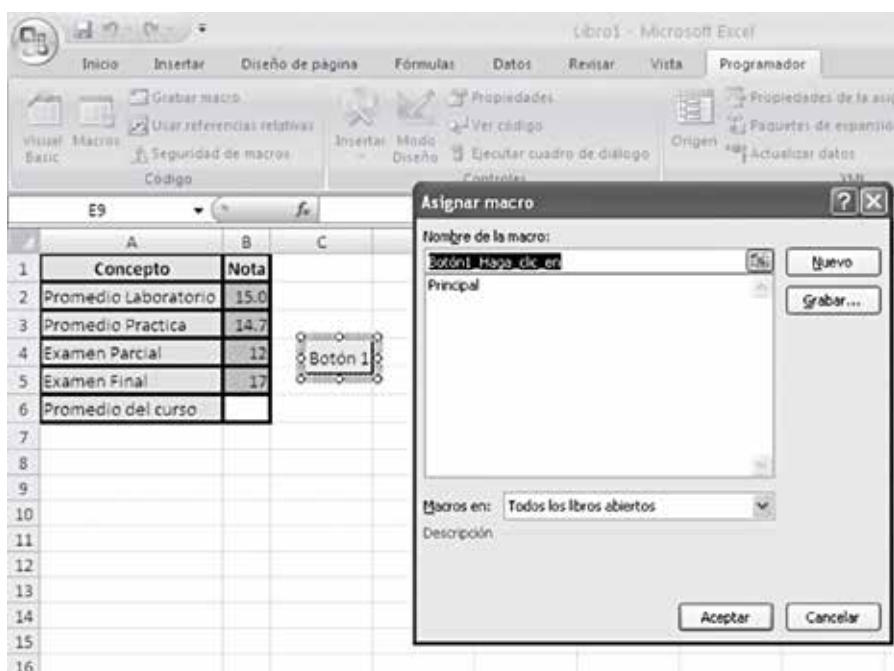 Libro1 - Microsoft Excel
Inicio Insertar Diseño de página Fórmulas Datos Revisar Vista Programador
Visual Basic
Macros
Grabar macro
Usar referencias relativas
Seguridad de macros
Código
Insertar
Modo Diseño
Propiedades
Ver código
Ejecutar cuadro de diálogo
Controles
Origen
Propiedades de la asig
Paquetes de expansió
Actualizar datos
XML
E9 fx
A B C
1 Concepto Nota
2 Promedio Laboratorio 15.0
3 Promedio Practica 14.7
4 Examen Parcial 12
5 Examen Final 17
6 Promedio del curso
7
8
9
10
11
12
13
14
15
16
Botón 1
Asignar macro
Nombre de la macro:
Botón1_Haga_clic_en
Principal
Nuevo
Grabar...
Macros en: Todos los libros abiertos
Descripción
Aceptar Cancelar